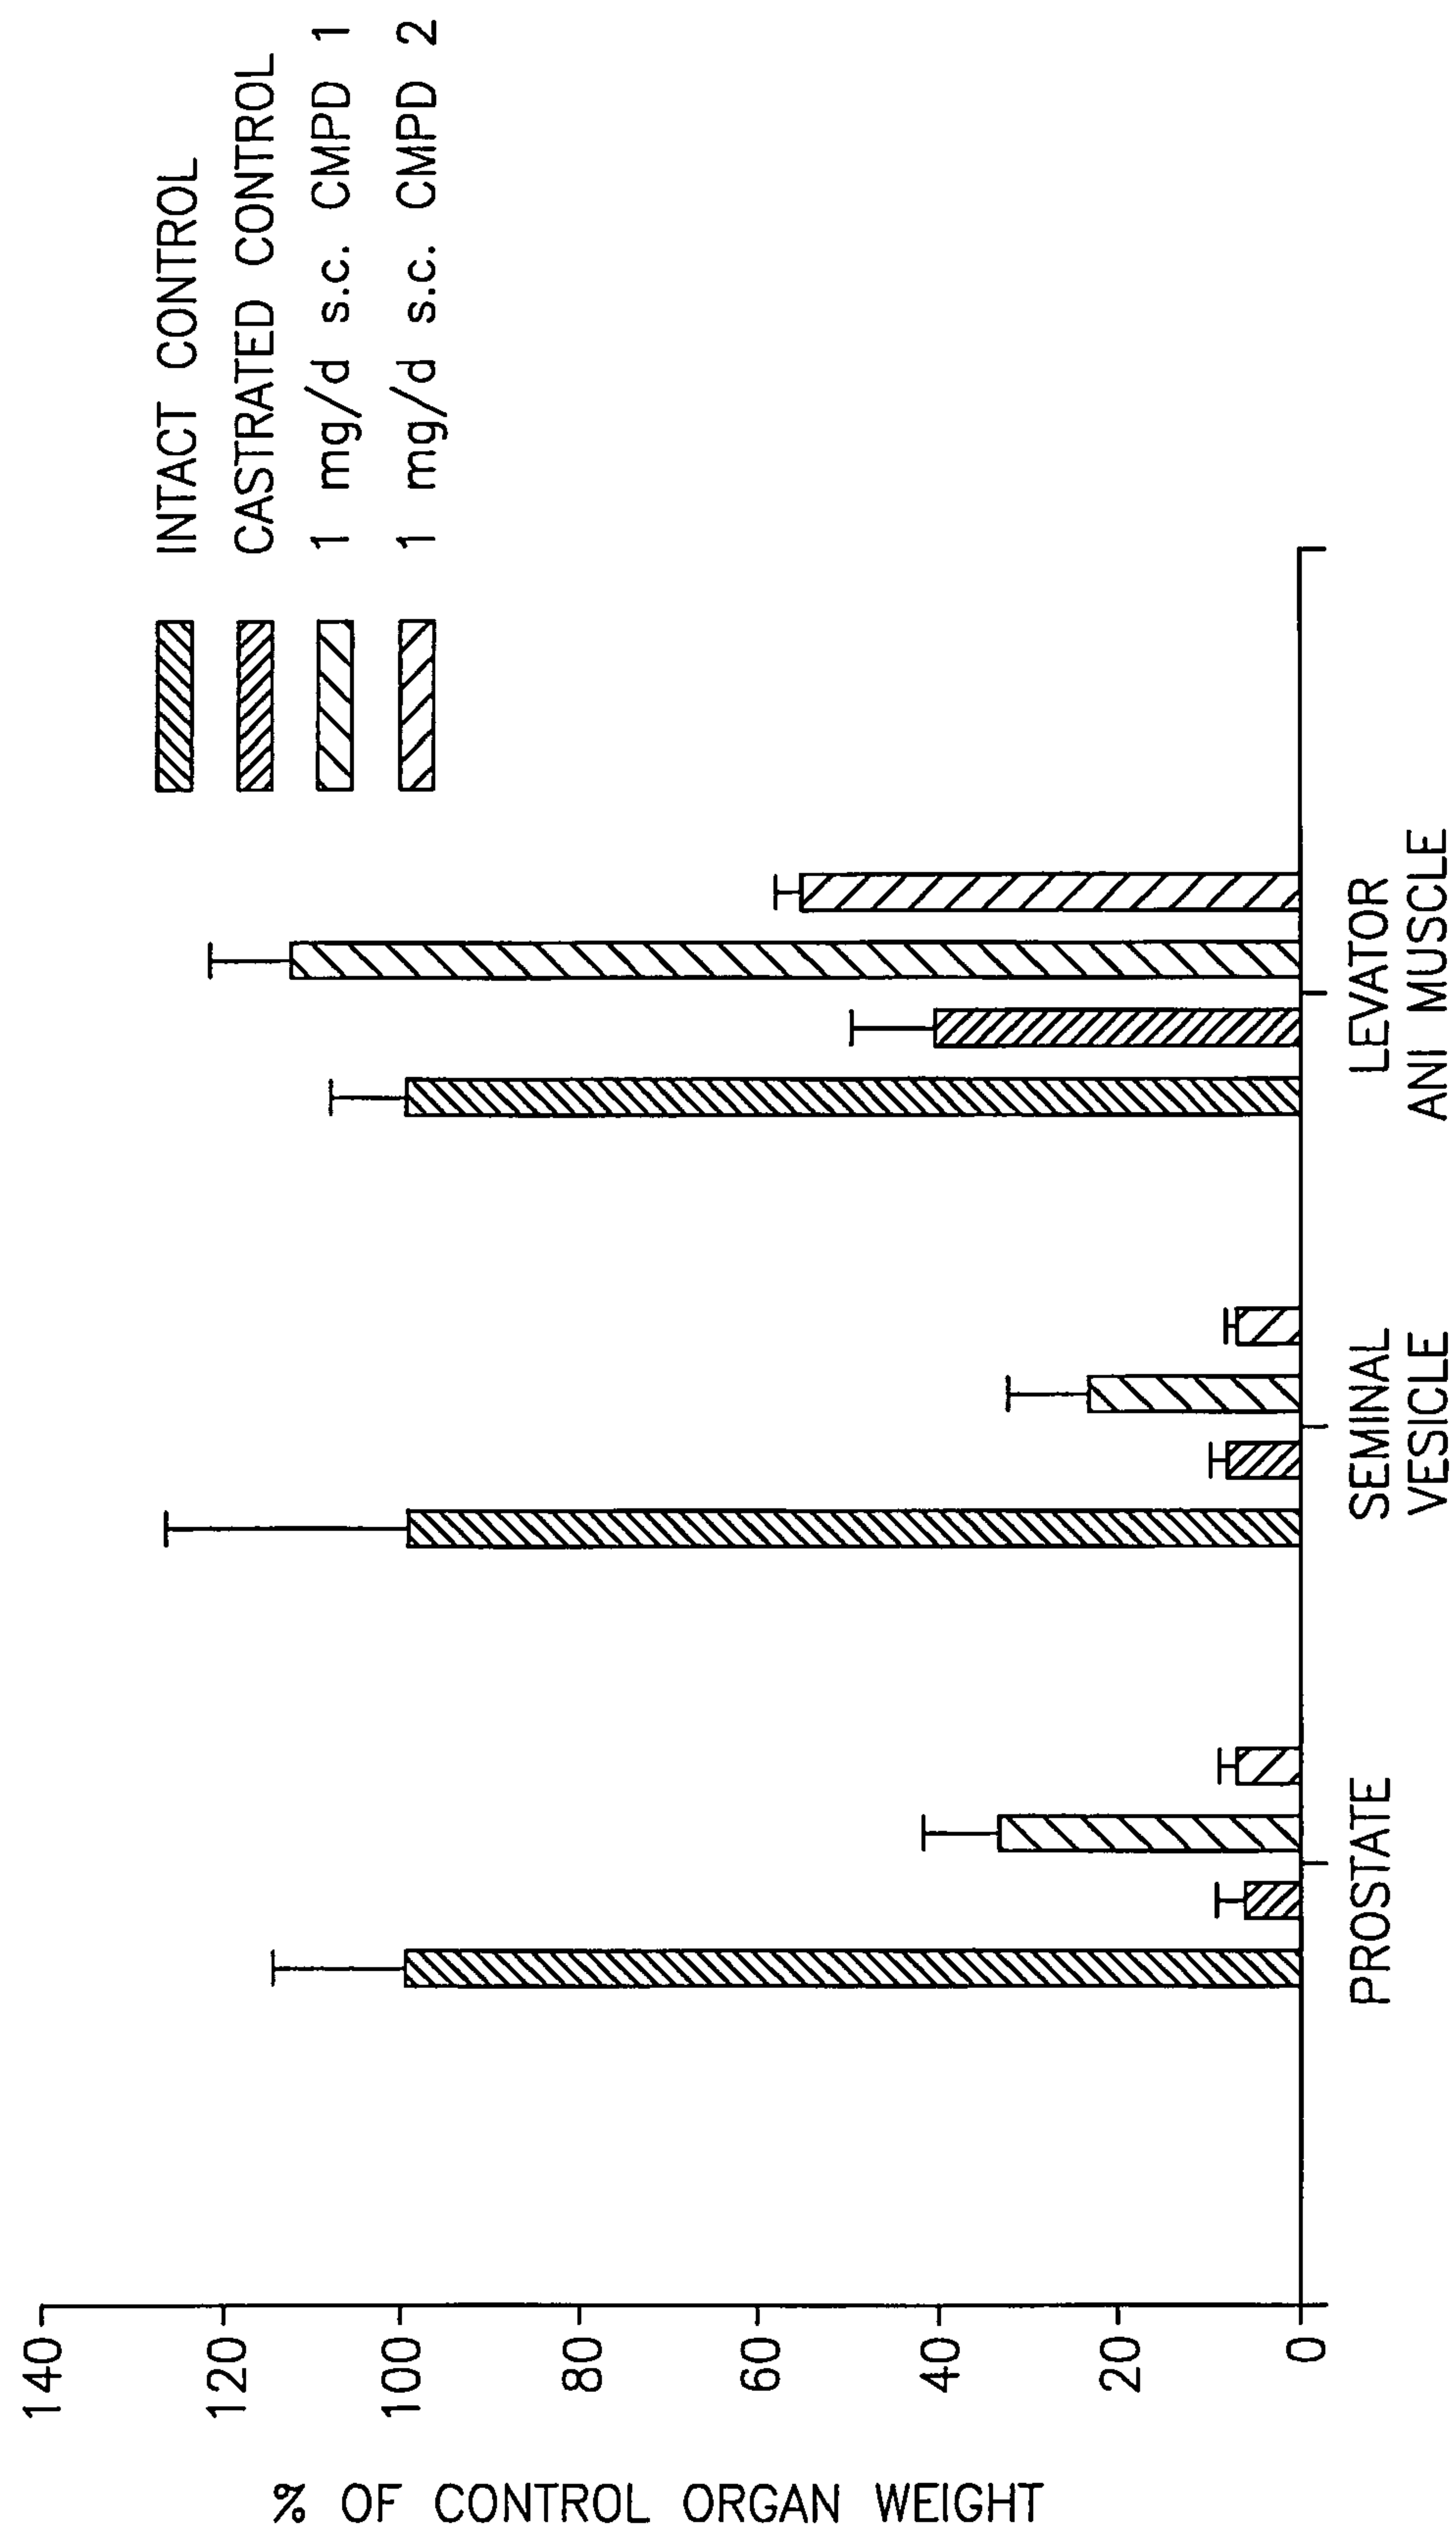 INTACT CONTROL
CASTRATED CONTROL
1 mg/d s.c. CMPD 1
1 mg/d s.c. CMPD 2
140
120
100
80
60
40
20
0
% OF CONTROL ORGAN WEIGHT
PROSTATE
SEMINAL
VESICLE
LEVATOR
ANI MUSCLE